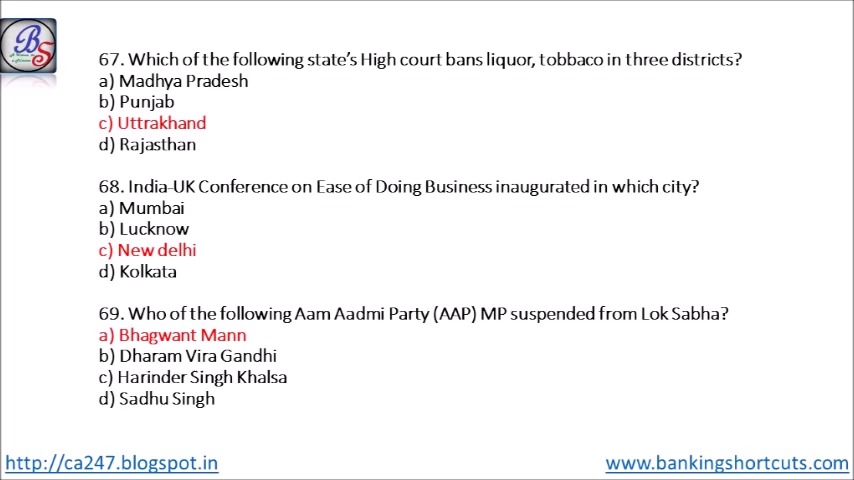 BS
67. Which of the following state's High court bans liquor, tobbaco in three districts?
a) Madhya Pradesh
b) Punjab
c) Uttrakhand
d) Rajasthan
68. India-UK Conference on Ease of Doing Business inaugurated in which city?
a) Mumbai
b) Lucknow
c) New delhi
d) Kolkata
69. Who of the following Aam Aadmi Party (AAP) MP suspended from Lok Sabha?
a) Bhagwant Mann
b) Dharam Vira Gandhi
c) Harinder Singh Khalsa
d) Sadhu Singh
http://ca247.blogspot.in
www.bankingshortcuts.com